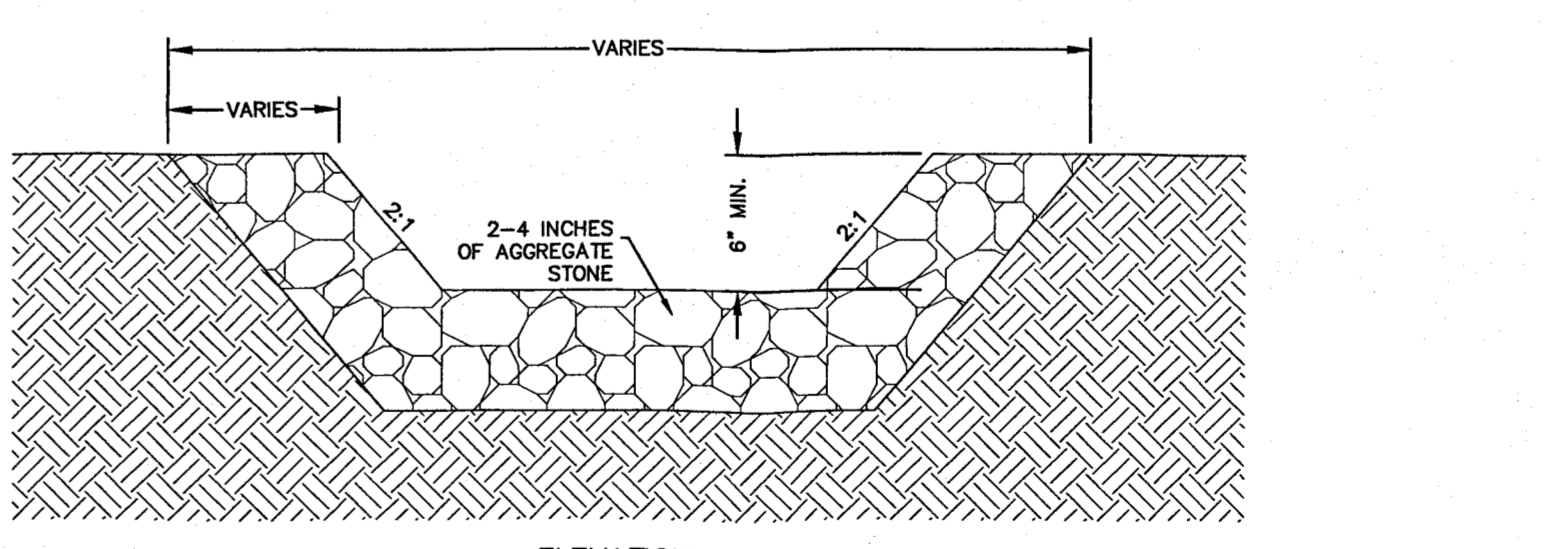 VARIES
VARIES
2:1
2-4 INCHES
OF AGGREGATE
STONE
6" MIN.
2:1